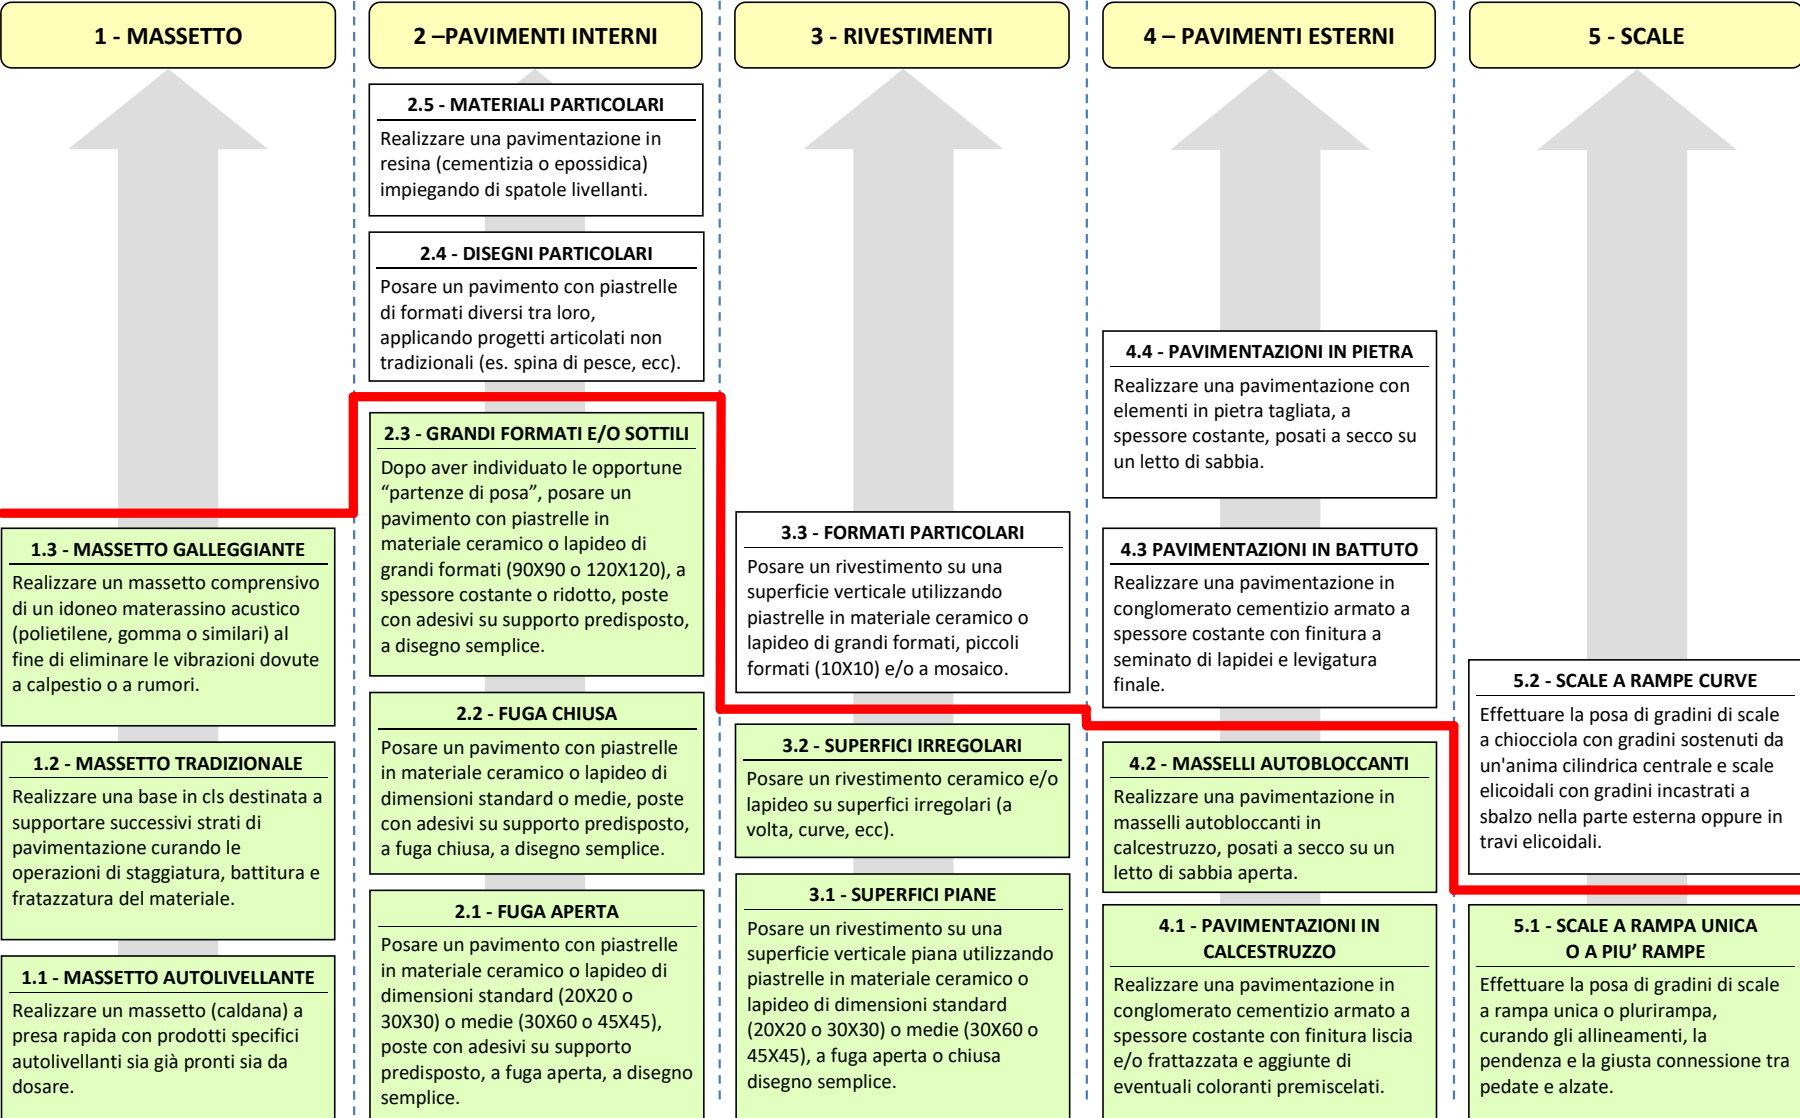 1 - MASSETTO
1.3 - MASSETTO GALLEGGIANTE
Realizzare un massetto comprensivo
di un idoneo materassino acustico
(polietilene, gomma o similari) al
fine di eliminare le vibrazioni dovute
a calpestio o a rumori.
1.2 - MASSETTO TRADIZIONALE
Realizzare una base in cls destinata a
supportare successivi strati di
pavimentazione curando le
operazioni di staggiatura, battitura e
fratazzatura del materiale.
1.1 - MASSETTO AUTOLIVELLANTE
Realizzare un massetto (caldana) a
presa rapida con prodotti specifici
autolivellanti sia già pronti sia da
dosare.
2 –PAVIMENTI INTERNI
2.5 - MATERIALI PARTICOLARI
Realizzare una pavimentazione in
resina (cementizia o epossidica)
impiegando di spatole livellanti.
2.4 - DISEGNI PARTICOLARI
Posare un pavimento con piastrelle
di formati diversi tra loro,
applicando progetti articolati non
tradizionali (es. spina di pesce, ecc).
2.3 - GRANDI FORMATI E/O SOTTILI
Dopo aver individuato le opportune
“partenze di posa”, posare un
pavimento con piastrelle in
materiale ceramico o lapideo di
grandi formati (90X90 o 120X120), a
spessore costante o ridotto, poste
con adesivi su supporto predisposto,
a disegno semplice.
2.2 - FUGA CHIUSA
Posare un pavimento con piastrelle
in materiale ceramico o lapideo di
dimensioni standard o medie, poste
con adesivi su supporto predisposto,
a fuga chiusa, a disegno semplice.
2.1 - FUGA APERTA
Posare un pavimento con piastrelle
in materiale ceramico o lapideo di
dimensioni standard (20X20 o
30X30) o medie (30X60 o 45X45),
poste con adesivi su supporto
predisposto, a fuga aperta, a disegno
semplice.
3 - RIVESTIMENTI
3.3 - FORMATI PARTICOLARI
Posare un rivestimento su una
superficie verticale utilizzando
piastrelle in materiale ceramico o
lapideo di grandi formati, piccoli
formati (10X10) e/o a mosaico.
3.2 - SUPERFICI IRREGOLARI
Posare un rivestimento ceramico e/o
lapideo su superfici irregolari (a
volta, curve, ecc).
3.1 - SUPERFICI PIANE
Posare un rivestimento su una
superficie verticale piana utilizzando
piastrelle in materiale ceramico o
lapideo di dimensioni standard
(20X20 o 30X30) o medie (30X60 o
45X45), a fuga aperta o chiusa
disegno semplice.
4 – PAVIMENTI ESTERNI
4.4 - PAVIMENTAZIONI IN PIETRA
Realizzare una pavimentazione con
elementi in pietra tagliata, a
spessore costante, posati a secco su
un letto di sabbia.
4.3 PAVIMENTAZIONI IN BATTUTO
Realizzare una pavimentazione in
conglomerato cementizio armato a
spessore costante con finitura a
seminato di lapidei e levigatura
finale.
4.2 - MASSELLI AUTOBLOCCANTI
Realizzare una pavimentazione in
masselli autobloccanti in
calcestruzzo, posati a secco su un
letto di sabbia aperta.
4.1 - PAVIMENTAZIONI IN
CALCESTRUZZO
Realizzare una pavimentazione in
conglomerato cementizio armato a
spessore costante con finitura liscia
e/o frattazzata e aggiunte di
eventuali coloranti premiscelati.
5 - SCALE
5.2 - SCALE A RAMPE CURVE
Effettuare la posa di gradini di scale
a chiocciola con gradini sostenuti da
un'anima cilindrica centrale e scale
elicoidali con gradini incastrati a
sbalzo nella parte esterna oppure in
travi elicoidali.
5.1 - SCALE A RAMPA UNICA
O A PIU’ RAMPE
Effettuare la posa di gradini di scale
a rampa unica o plurirampa,
curando gli allineamenti, la
pendenza e la giusta connessione tra
pedate e alzate.